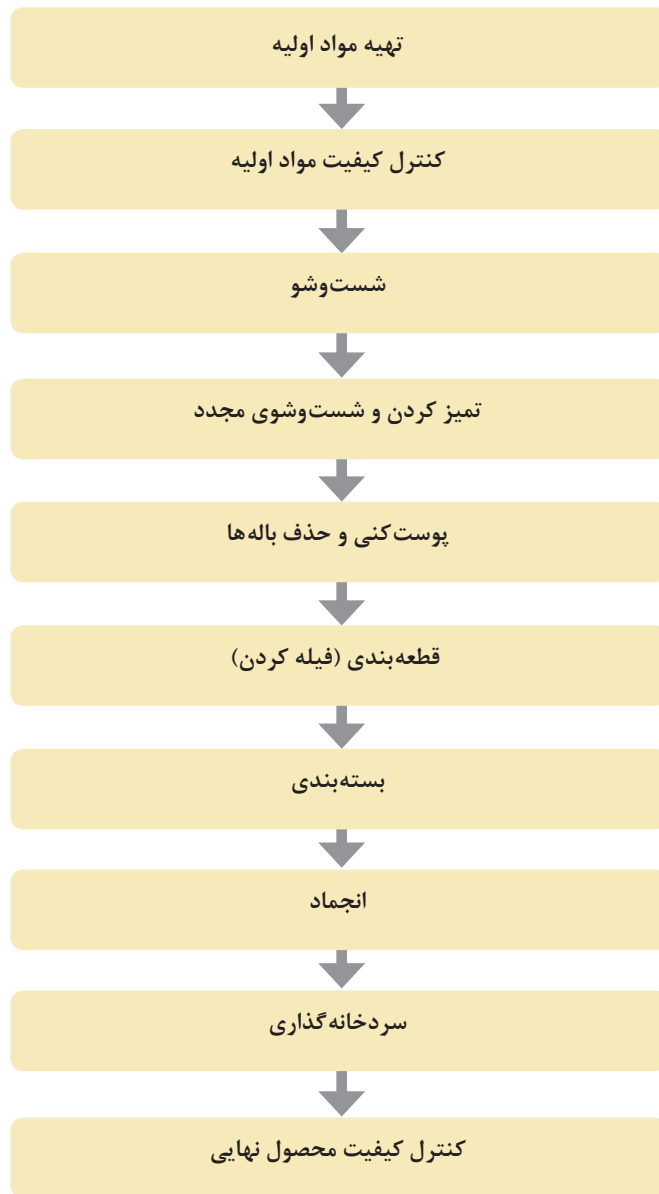 تهیه مواد اولیه
کنترل کیفیت مواد اولیه
شست‌وشو
تمیز کردن و شست‌وشوی مجدد
پوست‌کنی و حذف باله‌ها
قطعه‌بندی (فیله کردن)
بسته‌بندی
انجماد
سردخانه‌گذاری
کنترل کیفیت محصول نهایی